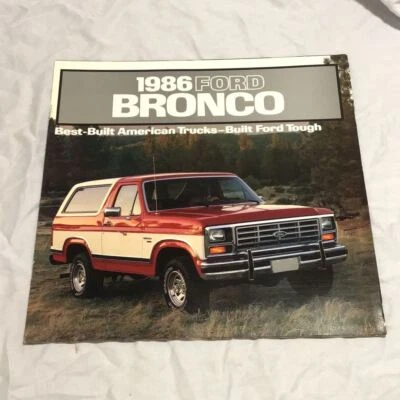 1986 FORD
BRONCO
Best-Built American Trucks-Built Ford Tough